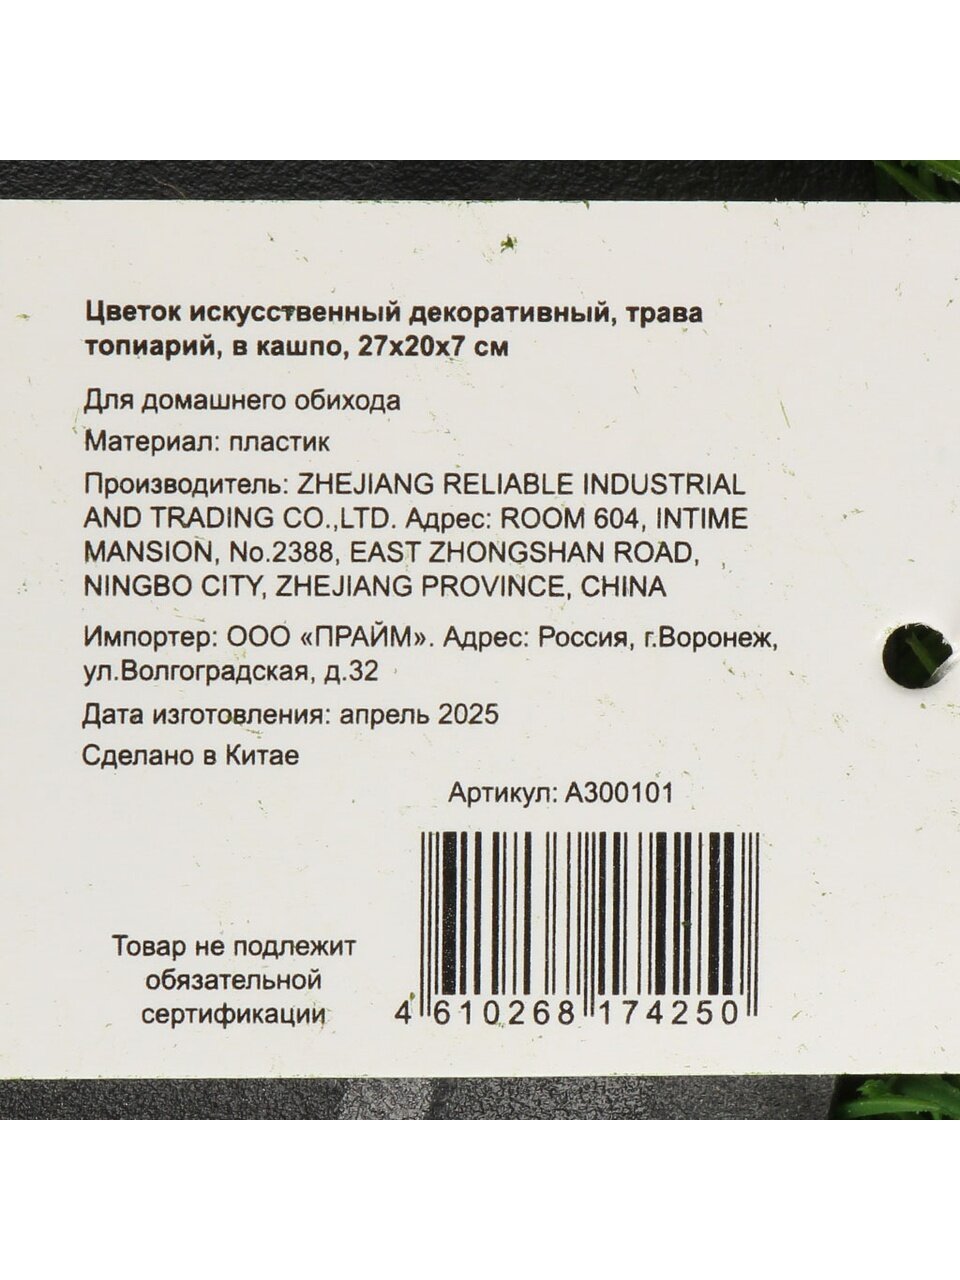 Цветок искусственный декоративный, трава
топиарий, в кашпо, 27х20х7 см
Для домашнего обихода
Материал: пластик
Производитель: ZHEJIANG RELIABLE INDUSTRIAL
AND TRADING CO.,LTD. Адрес: ROOM 604, INTIME
MANSION, No.2388, EAST ZHONGSHAN ROAD,
NINGBO CITY, ZHEJIANG PROVINCE, CHINA
Импортер: ООО «ПРАЙМ». Адрес: Россия, г.Воронеж,
ул.Волгоградская, д.32
Дата изготовления: апрель 2025
Сделано в Китае
Артикул: А300101
Товар не подлежит
обязательной
сертификации
4 610268 174250